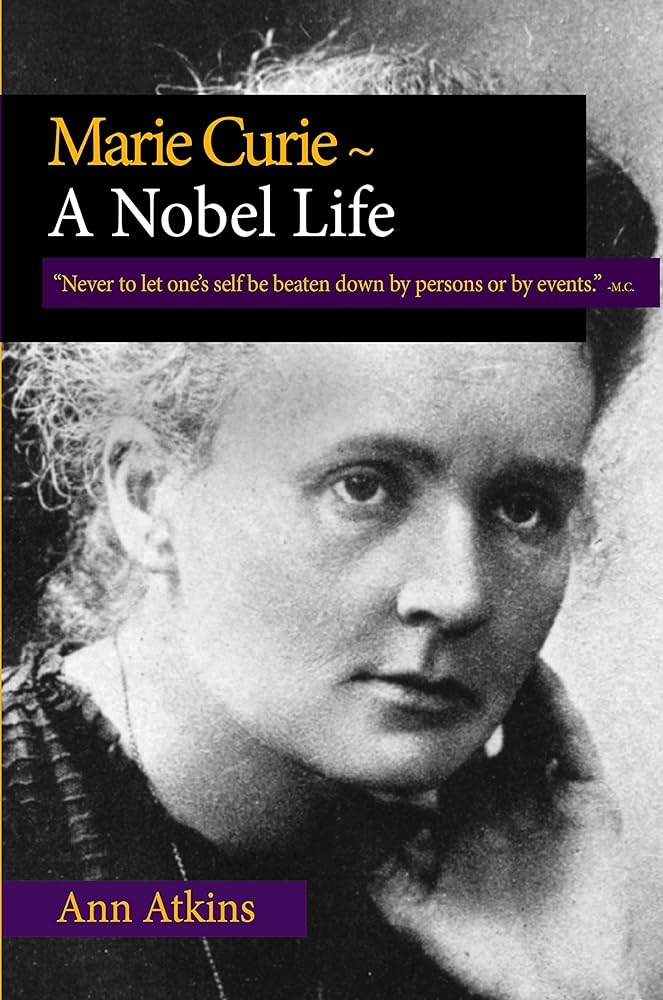 Marie Curie ~
A Nobel Life
“Never to let one’s self be beaten down by persons or by events.” -M.C.
Ann Atkins